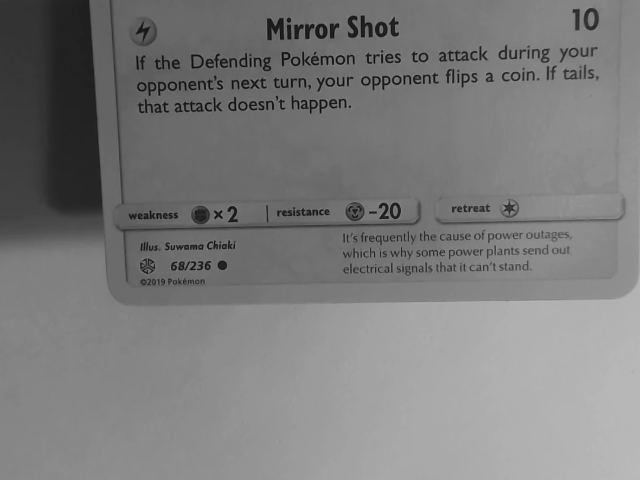 Mirror Shot 10
If the Defending Pokémon tries to attack during your
opponent's next turn, your opponent flips a coin. If tails,
that attack doesn't happen.
weakness ×2 | resistance -20 retreat
Illus. Suwama Chiaki
68/236
©2019 Pokémon
It's frequently the cause of power outages,
which is why some power plants send out
electrical signals that it can't stand.